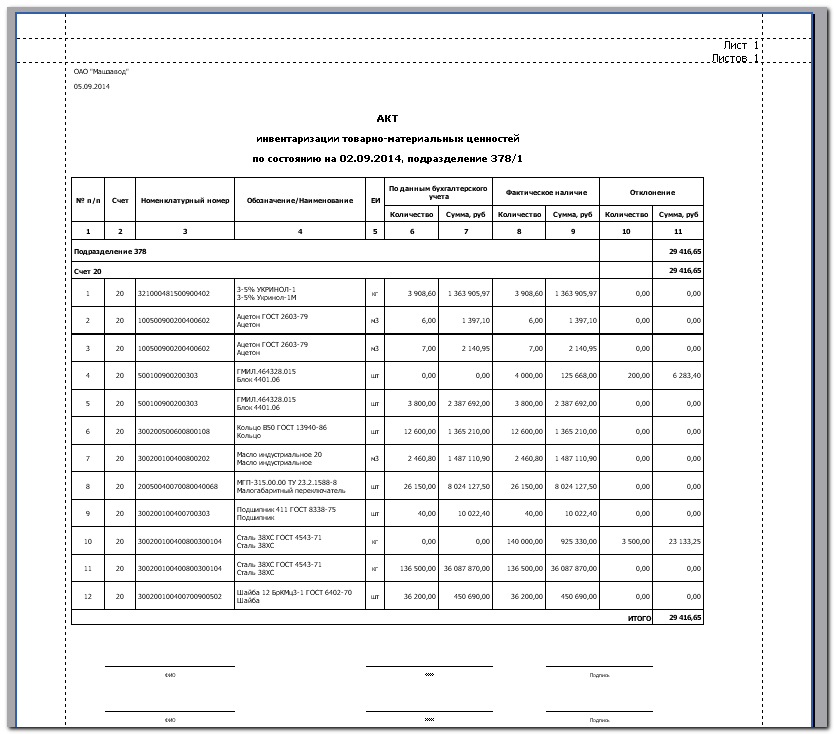 Лист 1
Листов 1
ОАО "Машзавод"
05.09.2014
АКТ
инвентаризации товарно-материальных ценностей
по состоянию на 02.09.2014, подразделение 378/1
№ п/п Счет Номенклатурный номер Обозначение/Наименование ЕИ По данным бухгалтерского учета Фактическое наличие Отклонение
Количество Сумма, руб Количество Сумма, руб Количество Сумма, руб
1 2 3 4 5 6 7 8 9 10 11
Подразделение 378 29 416,65
Счет 20 29 416,65
1 20 321000481500900402 3-5% УКРИНОЛ-1 кг 3 908,60 1 363 905,97 3 908,60 1 363 905,97 0,00 0,00
3-5% Укринол-1М
2 20 100500900200400602 Ацетон ГОСТ 2603-79 м3 6,00 1 397,10 6,00 1 397,10 0,00 0,00
Ацетон
3 20 100500900200400602 Ацетон ГОСТ 2603-79 м3 7,00 2 140,95 7,00 2 140,95 0,00 0,00
Ацетон
4 20 500100900200303 ГМИЛ.464328.015 шт 0,00 0,00 4 000,00 125 668,00 200,00 6 283,40
Блок 4401.06
5 20 500100900200303 ГМИЛ.464328.015 шт 3 800,00 2 387 692,00 3 800,00 2 387 692,00 0,00 0,00
Блок 4401.06
6 20 300200500600800108 Кольцо В50 ГОСТ 13940-86 шт 12 600,00 1 365 210,00 12 600,00 1 365 210,00 0,00 0,00
Кольцо
7 20 300200100400800202 Масло индустриальное 20 м3 2 460,80 1 487 110,90 2 460,80 1 487 110,90 0,00 0,00
Масло индустриальное
8 20 20050040070080040068 МГП-315.00.00 ТУ 23.2.1588-8 шт 26 150,00 8 024 127,50 26 150,00 8 024 127,50 0,00 0,00
Малогабаритный переключатель
9 20 300200100400700303 Подшипник 411 ГОСТ 8338-75 шт 40,00 10 022,40 40,00 10 022,40 0,00 0,00
Подшипник
10 20 300200100400800300104 Сталь 38ХС ГОСТ 4543-71 кг 0,00 0,00 140 000,00 925 330,00 3 500,00 23 133,25
Сталь 38ХС
11 20 300200100400800300104 Сталь 38ХС ГОСТ 4543-71 кг 136 500,00 36 087 870,00 136 500,00 36 087 870,00 0,00 0,00
Сталь 38ХС
12 20 300200100400700900502 Шайба 12 БрКМц3-1 ГОСТ 6402-70 шт 36 200,00 450 690,00 36 200,00 450 690,00 0,00 0,00
Шайба
ИТОГО 29 416,65
ФИО Подпись
ФИО Подпись